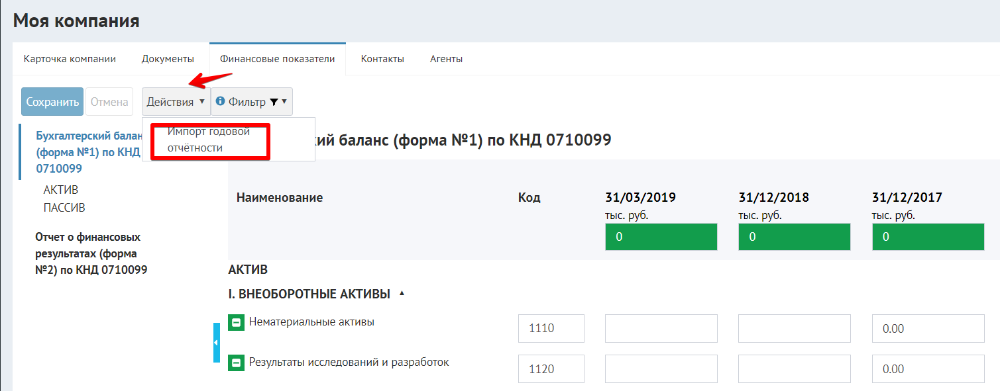 Моя компания
Карточка компании Документы Финансовые показатели Контакты Агенты
Сохранить Отмена Действия Фильтр
Импорт годовой
отчётности
Бухгалтерский балан
(форма №1) по КНД
0710099
АКТИВ
ПАССИВ
Отчет о финансовых
результатах (форма
№2) по КНД 0710099
кий баланс (форма №1) по КНД 0710099
Наименование Код 31/03/2019 31/12/2018 31/12/2017
тыс. руб. тыс. руб. тыс. руб.
0 0 0
АКТИВ
I. ВНЕОБОРОТНЫЕ АКТИВЫ
Нематериальные активы 1110 0.00
Результаты исследований и разработок 1120 0.00